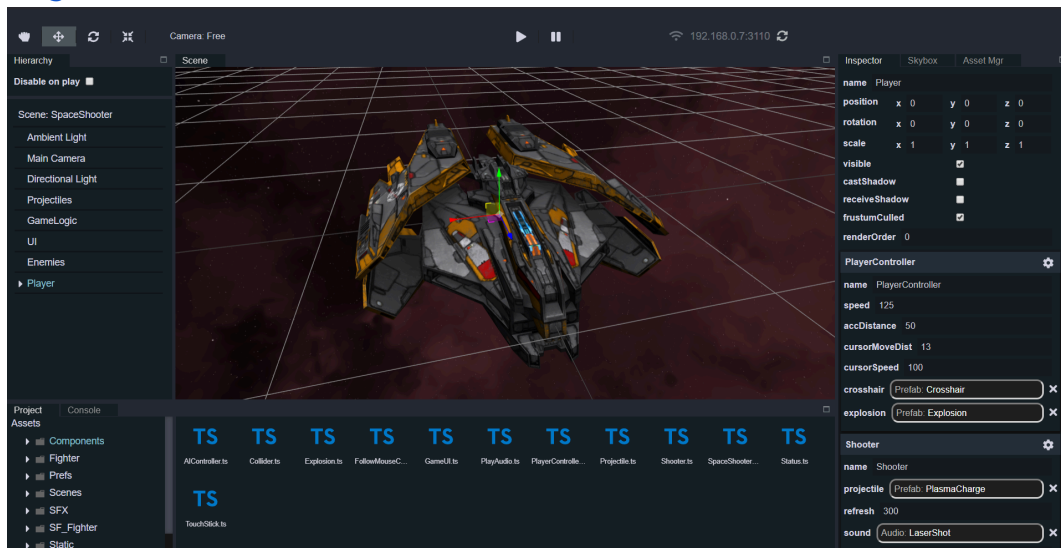 Camera: Free
192.168.0.7:3110
Hierarchy
Disable on play
Scene: SpaceShooter
Ambient Light
Main Camera
Directional Light
Projectiles
GameLogic
UI
Enemies
Player
Scene
Inspector Skybox Asset Mgr
name Player
position x 0 y 0 z 0
rotation x 0 y 0 z 0
scale x 1 y 1 z 1
visible
castShadow
receiveShadow
frustumCulled
renderOrder 0
PlayerController
name PlayerController
speed 125
accDistance 50
cursorMoveDist 13
cursorSpeed 100
crosshair Prefab: Crosshair
explosion Prefab: Explosion
Shooter
name Shooter
projectile Prefab: PlasmaCharge
refresh 300
sound Audio: LaserShot
Project Console
Assets
Components
Fighter
Prefs
Scenes
SFX
SF_Fighter
Static
TS TS TS TS TS TS TS TS TS TS TS
AIController.ts Collider.ts Explosion.ts FollowMouseC... GameUI.ts PlayAudio.ts PlayerControlle... Projectile.ts Shooter.ts SpaceShooter... Status.ts
TS
TouchStick.ts